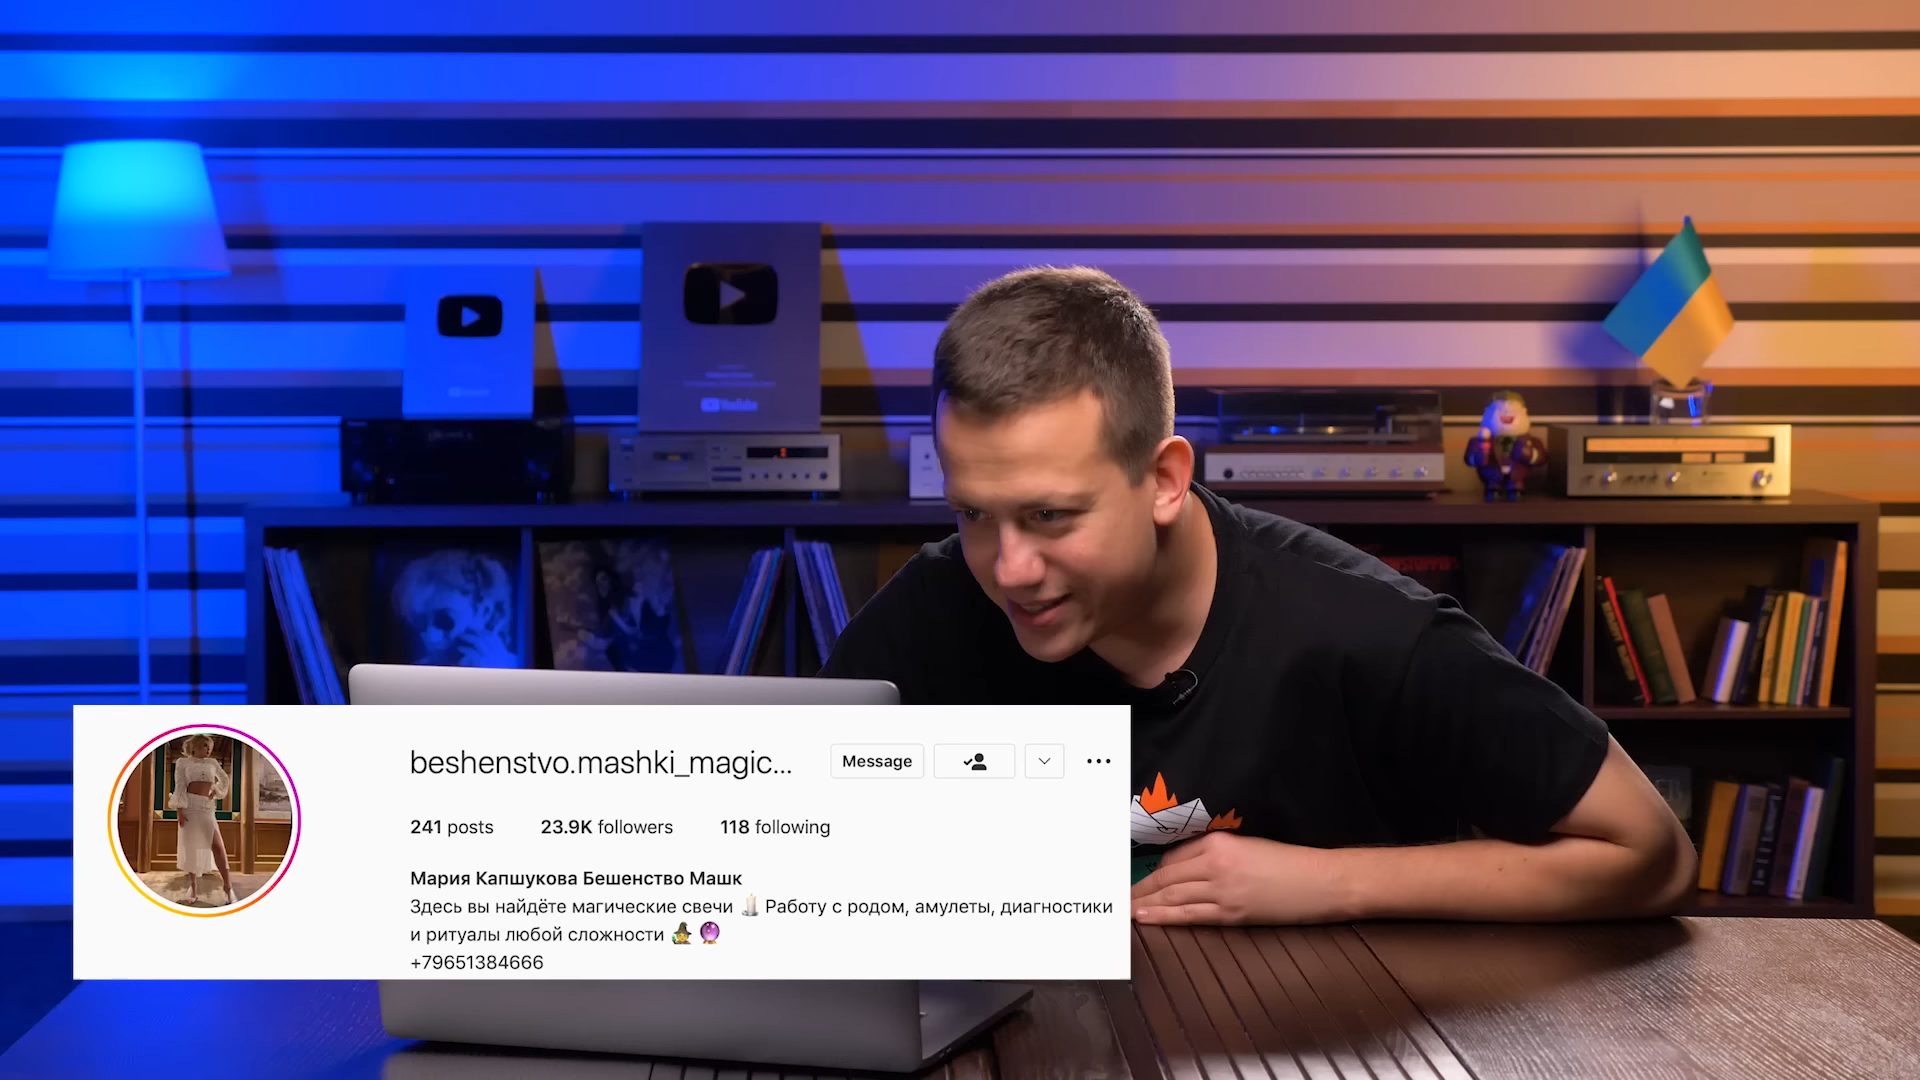 beshenstvo.mashki_magic...
Message
241 posts 23.9K followers 118 following
Мария Капшукова Бешенство Машк
Здесь вы найдёте магические свечи 🕯️ Работу с родом, амулеты, диагностики
и ритуалы любой сложности 🧙‍♀️ 🔮
+79651384666